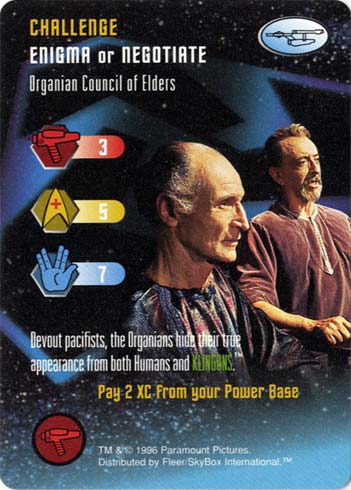 CHALLENGE
ENIGMA or NEGOTIATE
Organian Council of Elders
3
5
7
Devout pacifists, the Organians hide their true
appearance from both Humans and KLINGONS.™
Pay 2 XC from your Power Base
TM & © 1996 Paramount Pictures.
Distributed by Fleer/SkyBox International.™